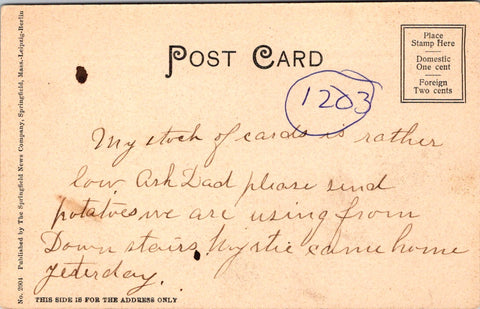 POST CARD
Place
Stamp Here
Domestic
One cent
Foreign
Two cents
1203
My stock of cards is rather
low Ask Dad please send
potatoes we are using from
Down stairs. Mystic came home
yesterday.
THIS SIDE IS FOR THE ADDRESS ONLY
No. 2004 Published by The Springfield News Company, Springfield, Mass.-Leipzig-Berlin